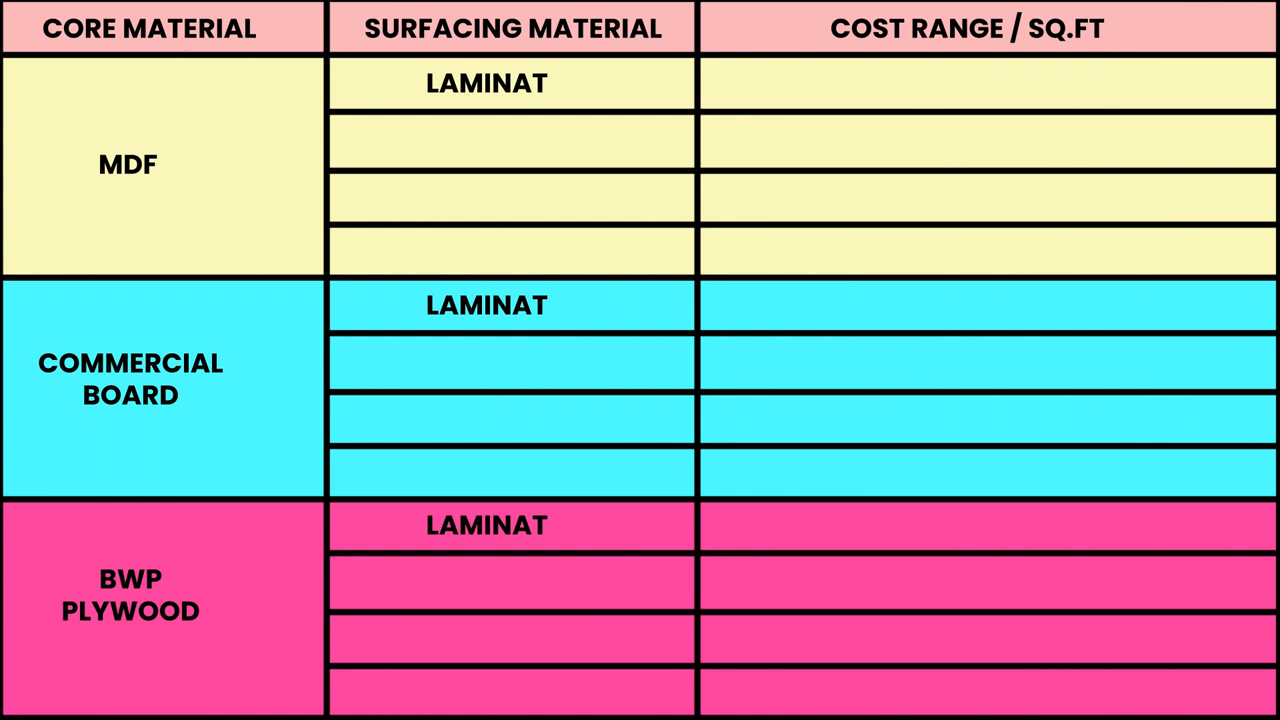 CORE MATERIAL SURFACING MATERIAL COST RANGE / SQ.FT
LAMINAT
MDF
LAMINAT
COMMERCIAL
BOARD
LAMINAT
BWP
PLYWOOD